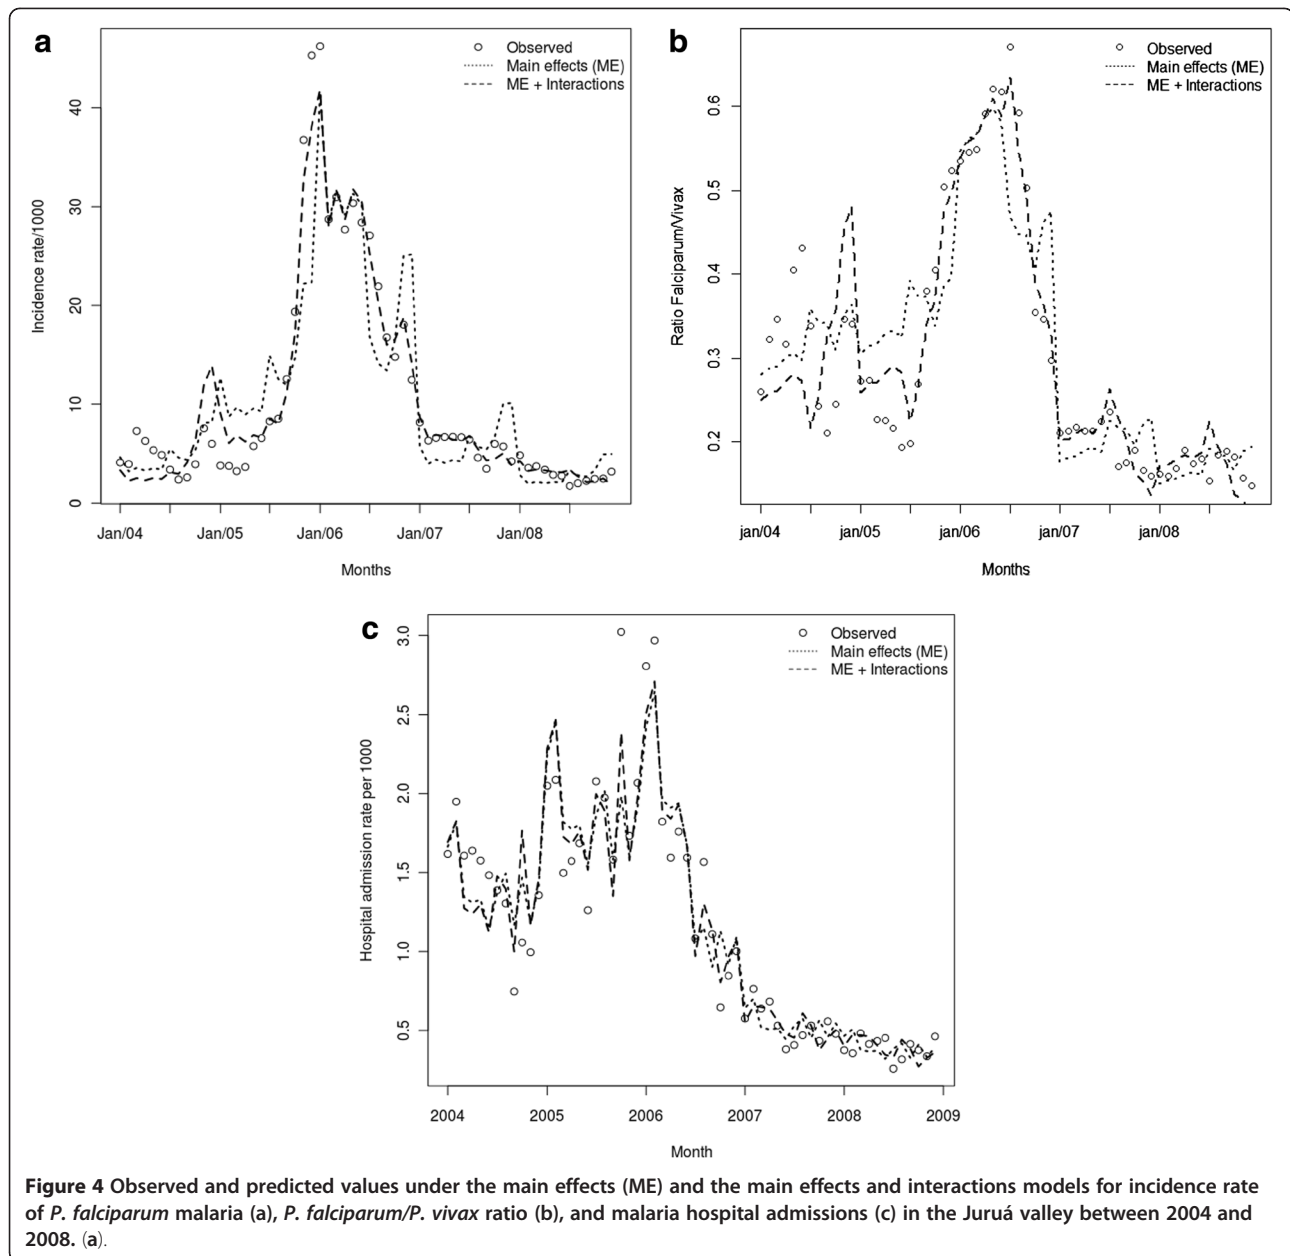 a
Observed
Main effects (ME)
ME + Interactions
Incidence rate/1000
40
30
20
10
0
Jan/04
Jan/05
Jan/06
Jan/07
Jan/08
Months
b
Observed
Main effects (ME)
ME + Interactions
Ratio Falciparum/Vivax
0.6
0.5
0.4
0.3
0.2
jan/04
jan/05
jan/06
jan/07
jan/08
Months
c
Observed
Main effects (ME)
ME + Interactions
Hospital admission rate per 1000
3.0
2.5
2.0
1.5
1.0
0.5
2004
2005
2006
2007
2008
2009
Month
Figure 4 Observed and predicted values under the main effects (ME) and the main effects and interactions models for incidence rate
of P. falciparum malaria (a), P. falciparum/P. vivax ratio (b), and malaria hospital admissions (c) in the Juruá valley between 2004 and
2008. (a).